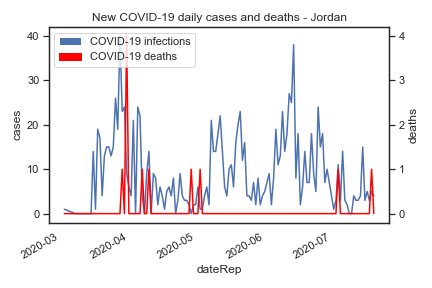 New COVID-19 daily cases and deaths - Jordan
COVID-19 infections
COVID-19 deaths
40
30
20
10
0
cases
4
3
2
1
0
deaths
2020-03
2020-04
2020-05
2020-06
2020-07
dateRep